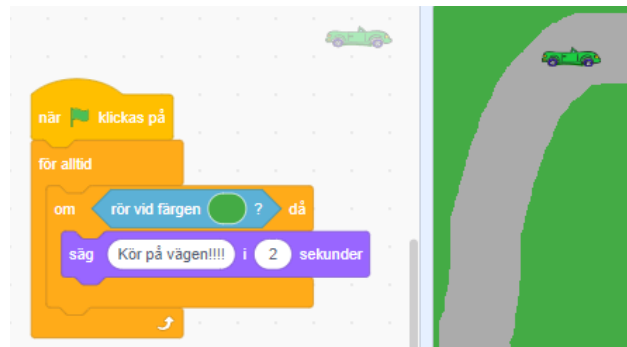 när klickas på
för alltid
om rör vid färgen ? då
säg Kör på vägen!!!! i 2 sekunder